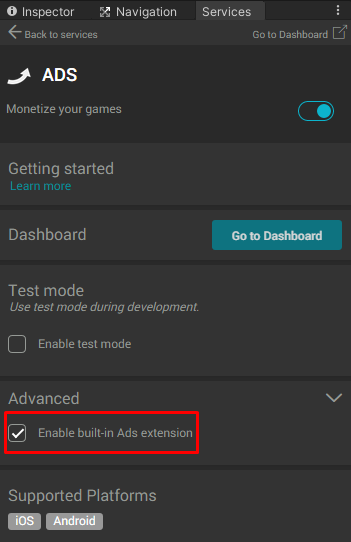 Inspector Navigation Services
Back to services Go to Dashboard
ADS
Monetize your games
Getting started
Learn more
Dashboard Go to Dashboard
Test mode
Use test mode during development.
Enable test mode
Advanced
Enable built-in Ads extension
Supported Platforms
iOS Android